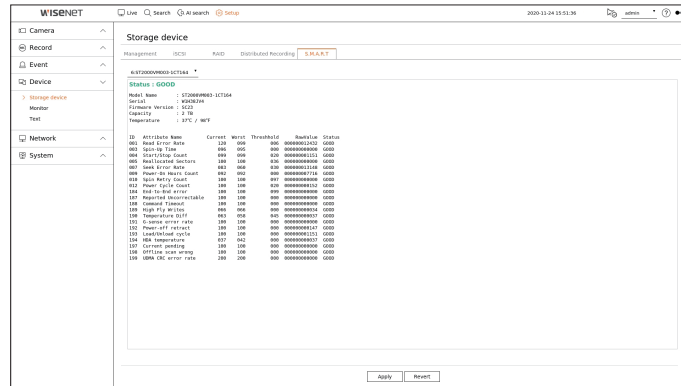 WISENET
Live Search AI search Setup
2020-11-24 15:51:36 admin
Camera
Record
Event
Device
Storage device
Monitor
Text
Network
System
Storage device
Management iSCSI RAID Distributed Recording S.M.A.R.T
6:ST2000VM003-1CT164
Status : GOOD
Model Name : ST2000VM003-1CT164
Serial
Firmware Version : SC23
Capacity : 2 TB
Temperature : 37℃ / 98℉
ID Attribute Name Current Worst Threshhold RawValue Status
001 Read Error Rate 120 099 006 000000012432 GOOD
003 Spin-Up Time 096 095 000 000000000000 GOOD
004 Start/Stop Count 099 099 020 000000001151 GOOD
005 Reallocated Sectors 100 100 036 000000000000 GOOD
007 Seek Error Rate 082 060 030 000000012148 GOOD
009 Power-On Hours Count 092 092 000 000000007716 GOOD
010 Spin Retry Count 100 100 097 000000000000 GOOD
012 Power Cycle Count 100 100 020 000000000152 GOOD
184 End-to-End error 100 100 099 000000000000 GOOD
187 Reported Uncorrectable 100 100 000 000000000000 GOOD
188 Command Timeout 100 100 000 000000000000 GOOD
189 High Fly Writes 066 066 000 000000000034 GOOD
190 Temperature Diff 063 058 045 000000000037 GOOD
191 G-sense error rate 100 100 000 000000000000 GOOD
192 Power-off retract 100 100 000 000000000147 GOOD
193 Load/Unload cycle 100 100 000 000000001151 GOOD
194 HDA temperature 037 042 000 000000000037 GOOD
197 Current pending 100 100 000 000000000000 GOOD
198 Offline scan wrong 100 100 000 000000000000 GOOD
199 UDMA CRC error rate 200 200 000 000000000000 GOOD
Apply Revert